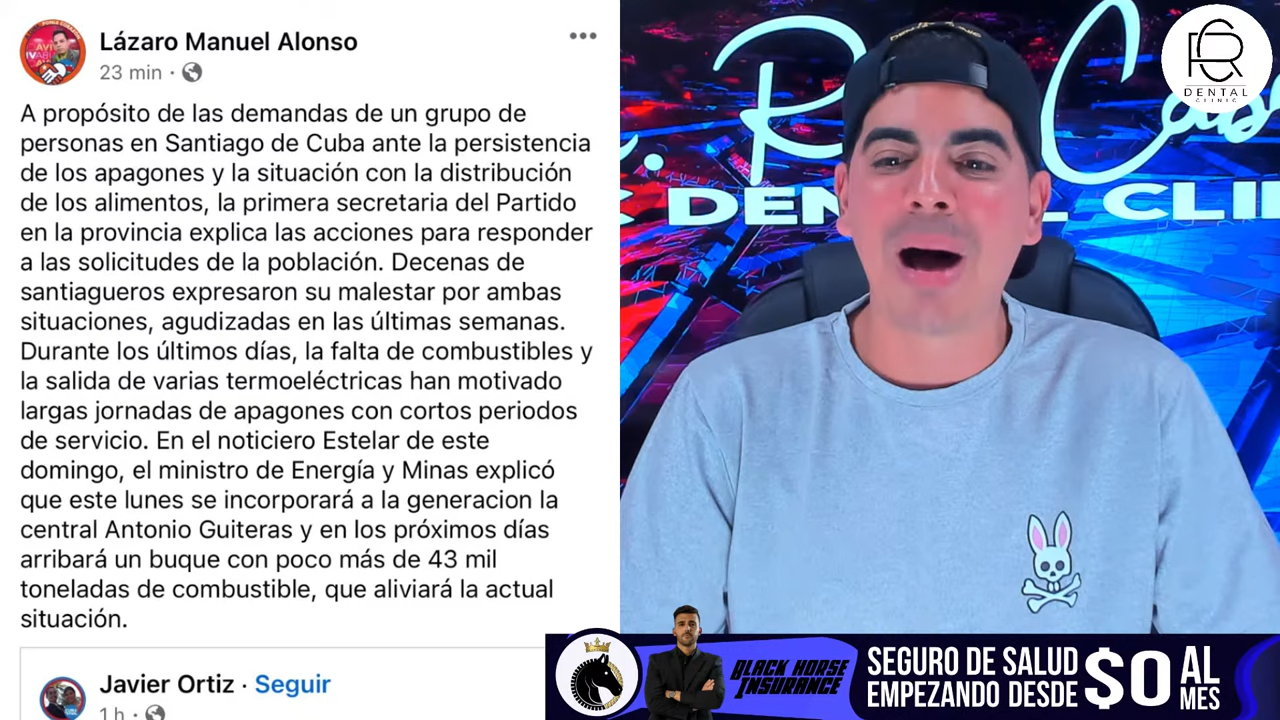 Lázaro Manuel Alonso
23 min ·
A propósito de las demandas de un grupo de
personas en Santiago de Cuba ante la persistencia
de los apagones y la situación con la distribución
de los alimentos, la primera secretaria del Partido
en la provincia explica las acciones para responder
a las solicitudes de la población. Decenas de
santiagueros expresaron su malestar por ambas
situaciones, agudizadas en las últimas semanas.
Durante los últimos días, la falta de combustibles y
la salida de varias termoeléctricas han motivado
largas jornadas de apagones con cortos periodos
de servicio. En el noticiero Estelar de este
domingo, el ministro de Energía y Minas explicó
que este lunes se incorporará a la generacion la
central Antonio Guiteras y en los próximos días
arribará un buque con poco más de 43 mil
toneladas de combustible, que aliviará la actual
situación.
Javier Ortiz · Seguir
1 h ·
DENTAL
CLINIC
BLACK HORSE
INSURANCE
SEGURO DE SALUD
EMPEZANDO DESDE
$0 AL
MES